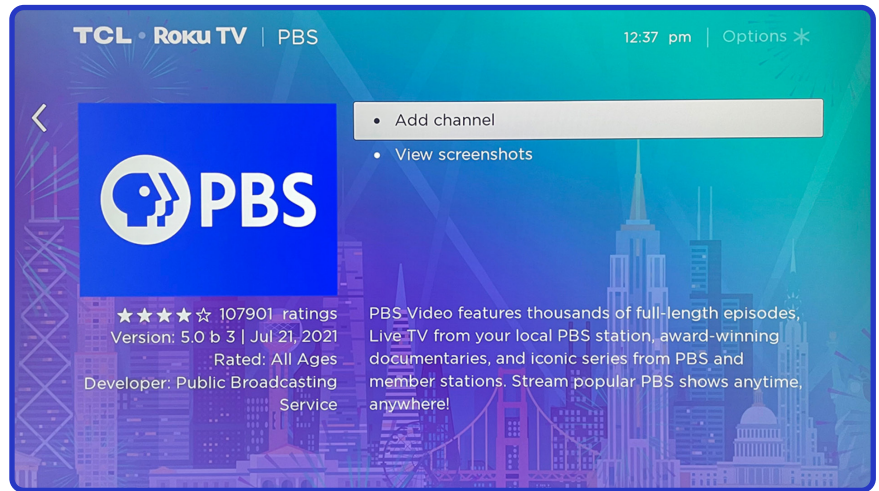 TCL • Roku TV | PBS
12:37 pm | Options
Add channel
View screenshots
PBS
107901 ratings
Version: 5.0 b 3 | Jul 21, 2021
Rated: All Ages
Developer: Public Broadcasting
Service
PBS Video features thousands of full-length episodes,
Live TV from your local PBS station, award-winning
documentaries, and iconic series from PBS and
member stations. Stream popular PBS shows anytime,
anywhere!